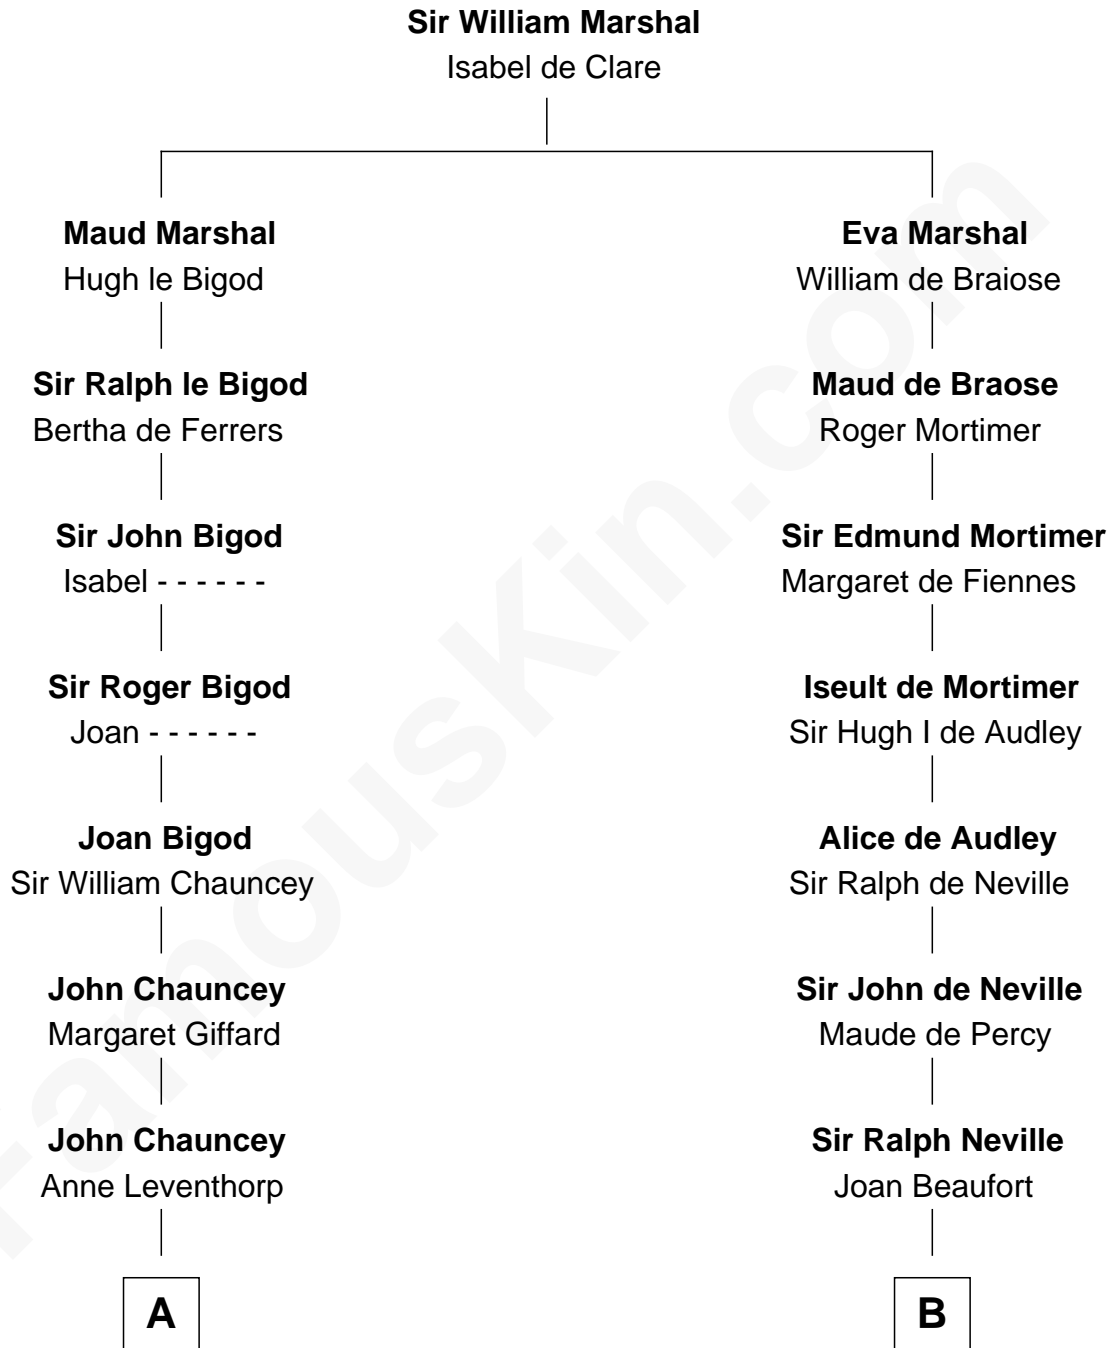 Sir William Marshal
Isabel de Clare
Maud Marshal
Hugh le Bigod
Eva Marshal
William de Braiose
Sir Ralph le Bigod
Bertha de Ferrers
Maud de Braose
Roger Mortimer
Sir John Bigod
Isabel - - - - - -
Sir Edmund Mortimer
Margaret de Fiennes
Sir Roger Bigod
Joan - - - - - -
Iseult de Mortimer
Sir Hugh I de Audley
Joan Bigod
Sir William Chauncey
Alice de Audley
Sir Ralph de Neville
John Chauncey
Margaret Giffard
Sir John de Neville
Maude de Percy
John Chauncey
Anne Leventhorp
Sir Ralph Neville
Joan Beaufort
A
B
FamousKin.com